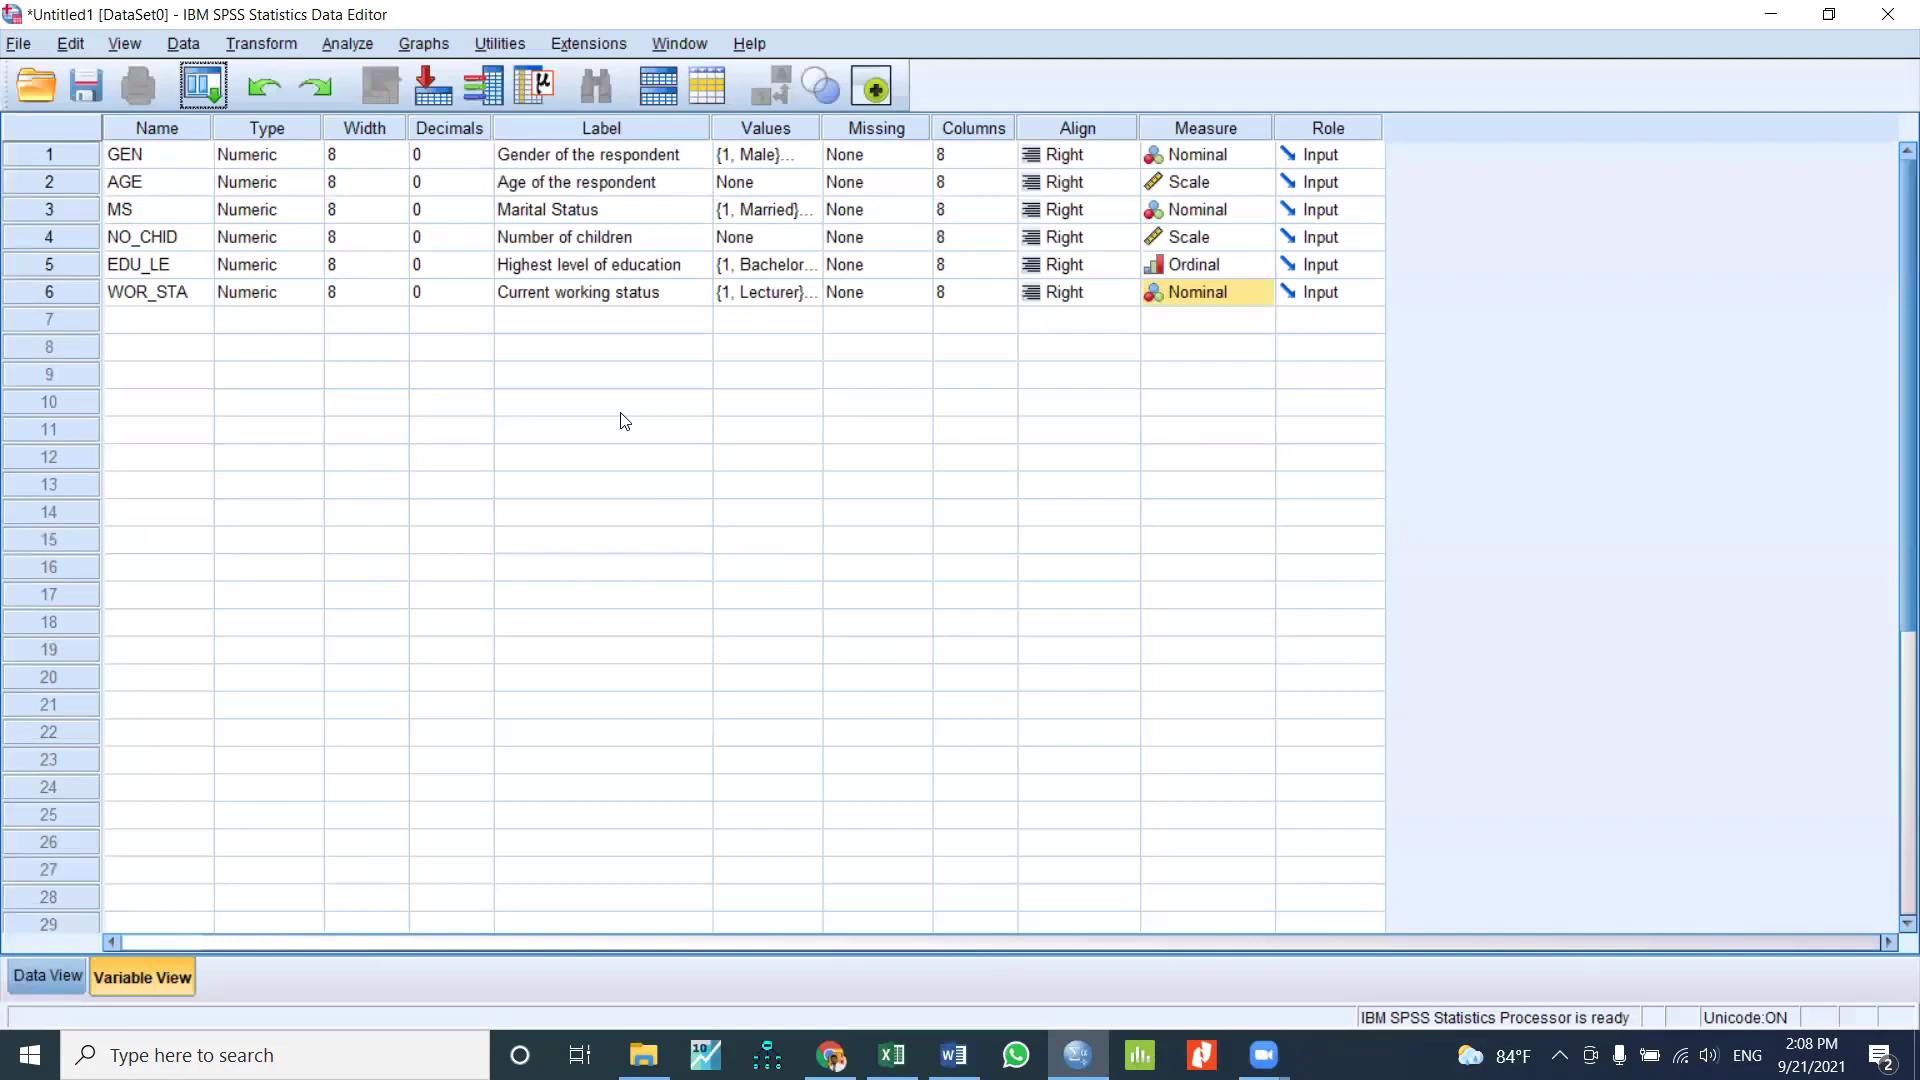 *Untitled1 [DataSet0] - IBM SPSS Statistics Data Editor
File Edit View Data Transform Analyze Graphs Utilities Extensions Window Help
Name Type Width Decimals Label Values Missing Columns Align Measure Role
1 GEN Numeric 8 0 Gender of the respondent {1, Male}... None 8 Right Nominal Input
2 AGE Numeric 8 0 Age of the respondent None None 8 Right Scale Input
3 MS Numeric 8 0 Marital Status {1, Married}... None 8 Right Nominal Input
4 NO_CHID Numeric 8 0 Number of children None None 8 Right Scale Input
5 EDU_LE Numeric 8 0 Highest level of education {1, Bachelor... None 8 Right Ordinal Input
6 WOR_STA Numeric 8 0 Current working status {1, Lecturer}... None 8 Right Nominal Input
7
8
9
10
11
12
13
14
15
16
17
18
19
20
21
22
23
24
25
26
27
28
29
Data View Variable View
IBM SPSS Statistics Processor is ready Unicode:ON
Type here to search 84°F ENG 2:08 PM
9/21/2021 2